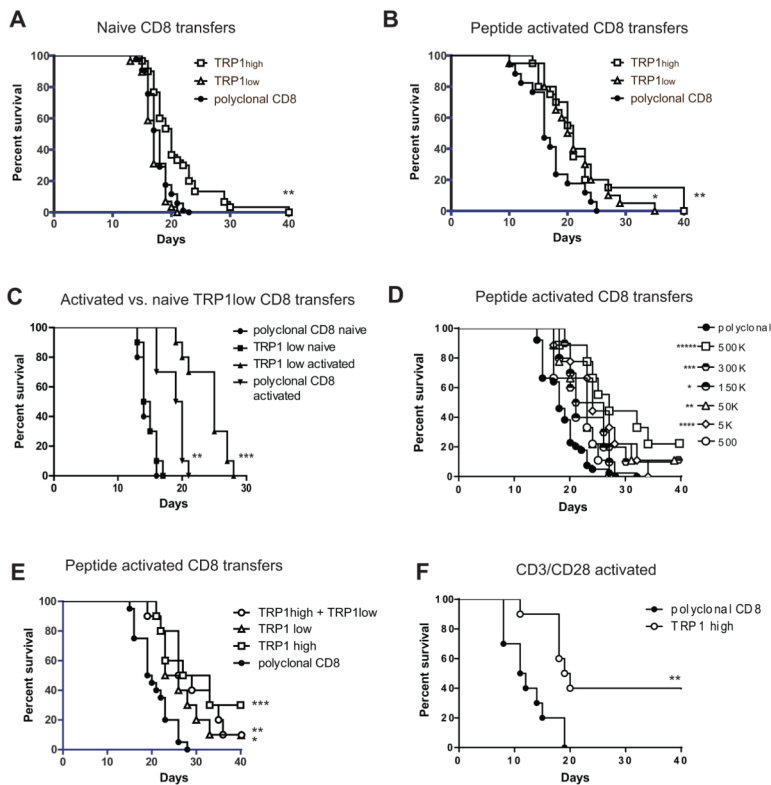 A
Naive CD8 transfers
Percent survival
100
80
60
40
20
0
TRP1high
TRP1low
polyclonal CD8
**
0 10 20 30 40
Days
B
Peptide activated CD8 transfers
Percent survival
100
80
60
40
20
0
TRP1high
TRP1low
polyclonal CD8
*
**
0 10 20 30 40
Days
C
Activated vs. naive TRP1low CD8 transfers
Percent survival
100
80
60
40
20
0
polyclonal CD8 naive
TRP1 low naive
TRP1 low activated
polyclonal CD8
activated
**
***
0 10 20 30
Days
D
Peptide activated CD8 transfers
Percent survival
100
80
60
40
20
0
polyclonal
***** 500K
*** 300K
* 150K
** 50K
**** 5K
500
0 10 20 30 40
Days
E
Peptide activated CD8 transfers
Percent survival
100
80
60
40
20
0
TRP1high + TRP1low
TRP1 low
TRP1 high
polyclonal CD8
***
**
*
0 10 20 30 40
Days
F
CD3/CD28 activated
Percent survival
100
80
60
40
20
0
polyclonal CD8
TRP1 high
**
0 10 20 30 40
Days